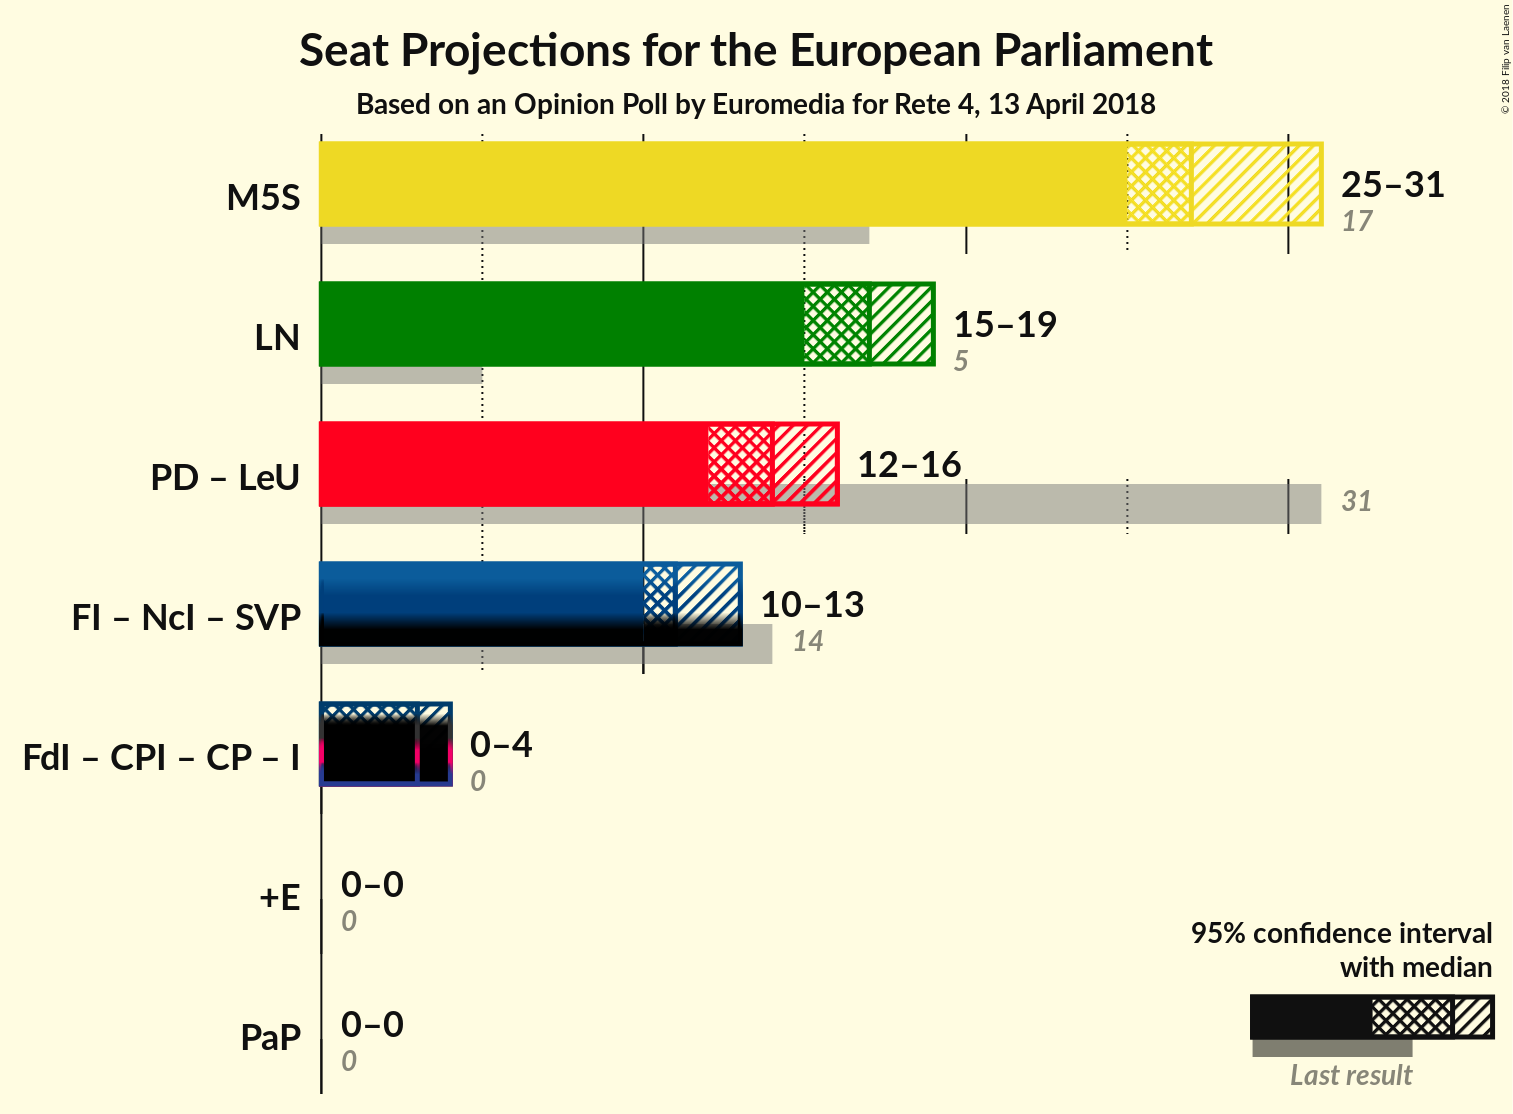 Seat Projections for the European Parliament
Based on an Opinion Poll by Euromedia for Rete 4, 13 April 2018
© 2018 Filip van Laenen
M5S
25–31
17
LN
15–19
5
PD – LeU
12–16
31
FI – NcI – SVP
10–13
14
FdI – CPI – CP – I
0–4
0
+E
0–0
0
PaP
0–0
0
95% confidence interval
with median
Last result